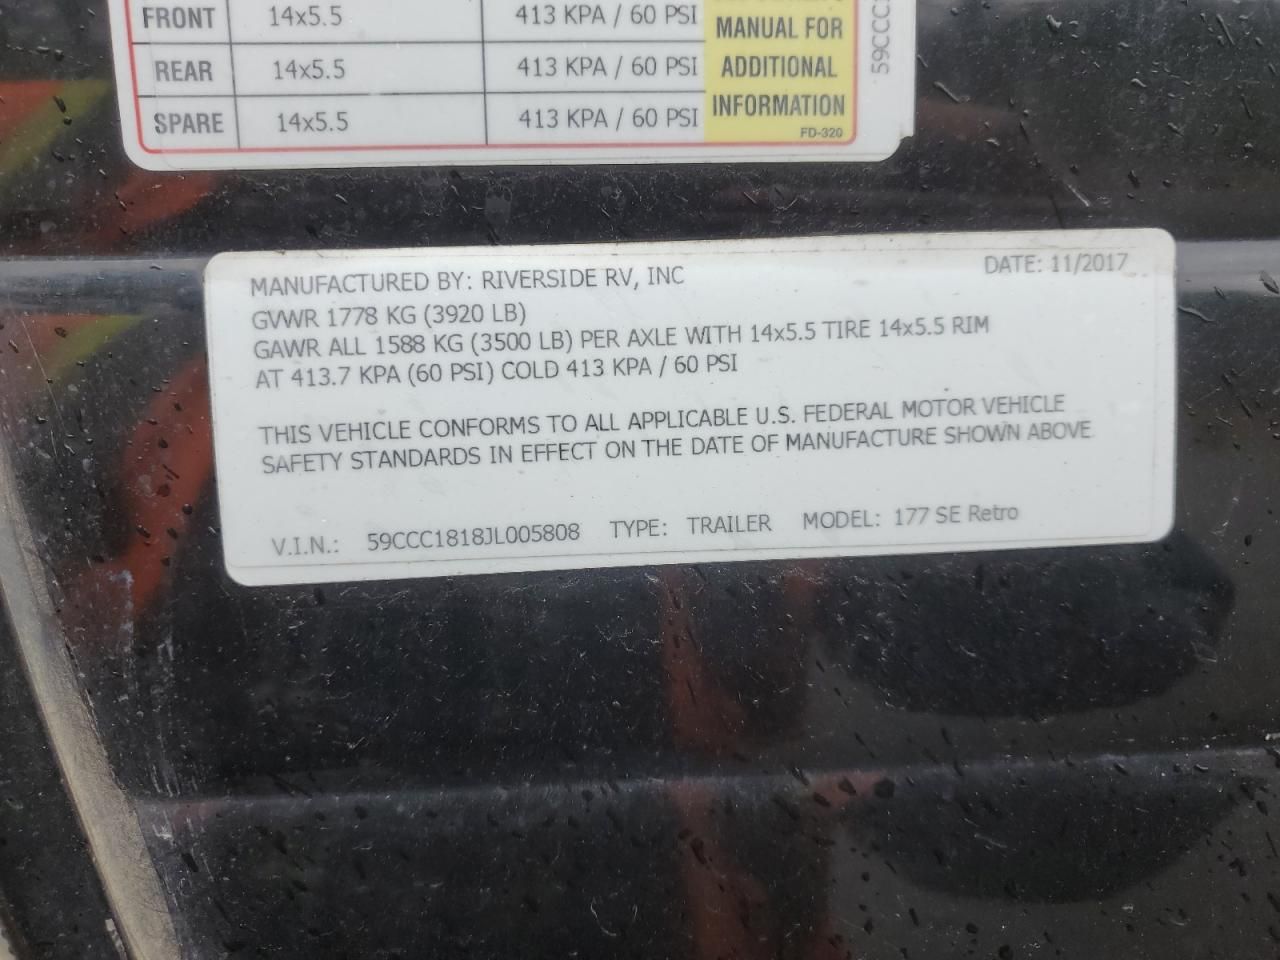 FRONT 14x5.5 413 KPA / 60 PSI
REAR 14x5.5 413 KPA / 60 PSI
SPARE 14x5.5 413 KPA / 60 PSI
MANUAL FOR
ADDITIONAL
INFORMATION
FD-320
59CCC
MANUFACTURED BY: RIVERSIDE RV, INC DATE: 11/2017
GVWR 1778 KG (3920 LB)
GAWR ALL 1588 KG (3500 LB) PER AXLE WITH 14x5.5 TIRE 14x5.5 RIM
AT 413.7 KPA (60 PSI) COLD 413 KPA / 60 PSI
THIS VEHICLE CONFORMS TO ALL APPLICABLE U.S. FEDERAL MOTOR VEHICLE
SAFETY STANDARDS IN EFFECT ON THE DATE OF MANUFACTURE SHOWN ABOVE.
V.I.N.: 59CCC1818JL005808 TYPE: TRAILER MODEL: 177 SE Retro